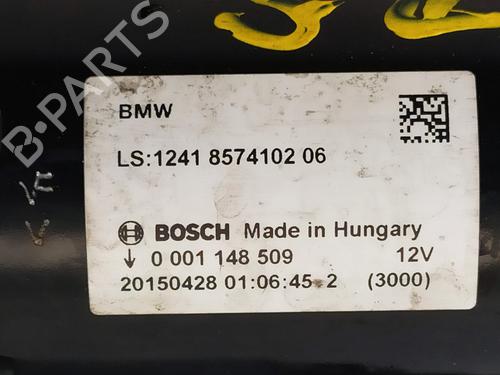 BMW
LS:1241 8574102 06
BOSCH Made in Hungary
0 001 148 509 12V
20150428 01:06:45 2 (3000)